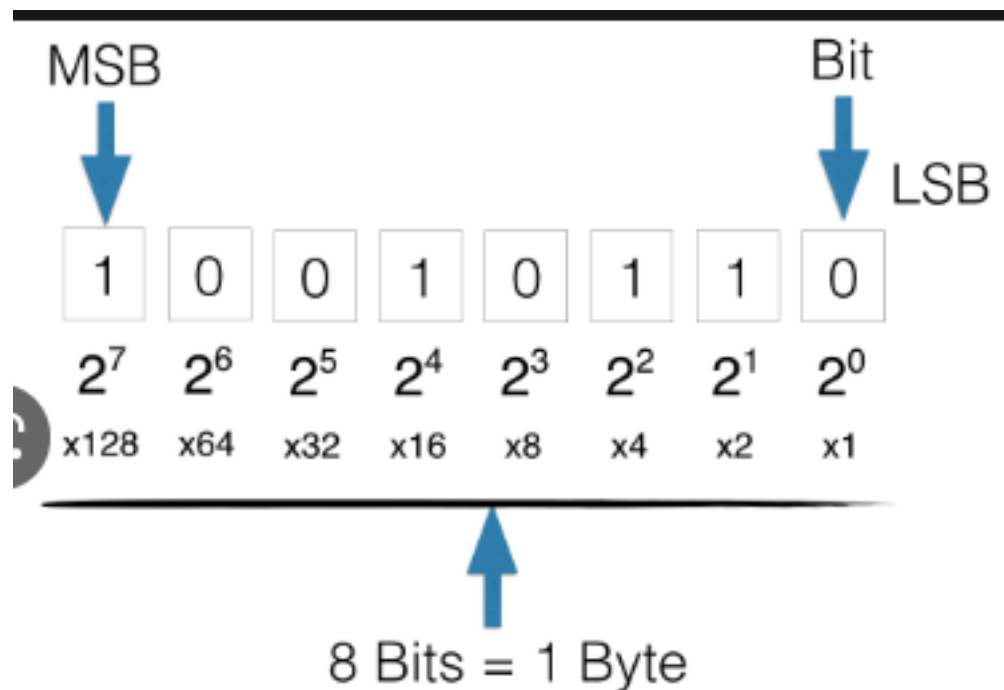 MSB Bit
LSB
1 0 0 1 0 1 1 0
2⁷ 2⁶ 2⁵ 2⁴ 2³ 2² 2¹ 2⁰
x128 x64 x32 x16 x8 x4 x2 x1
8 Bits = 1 Byte